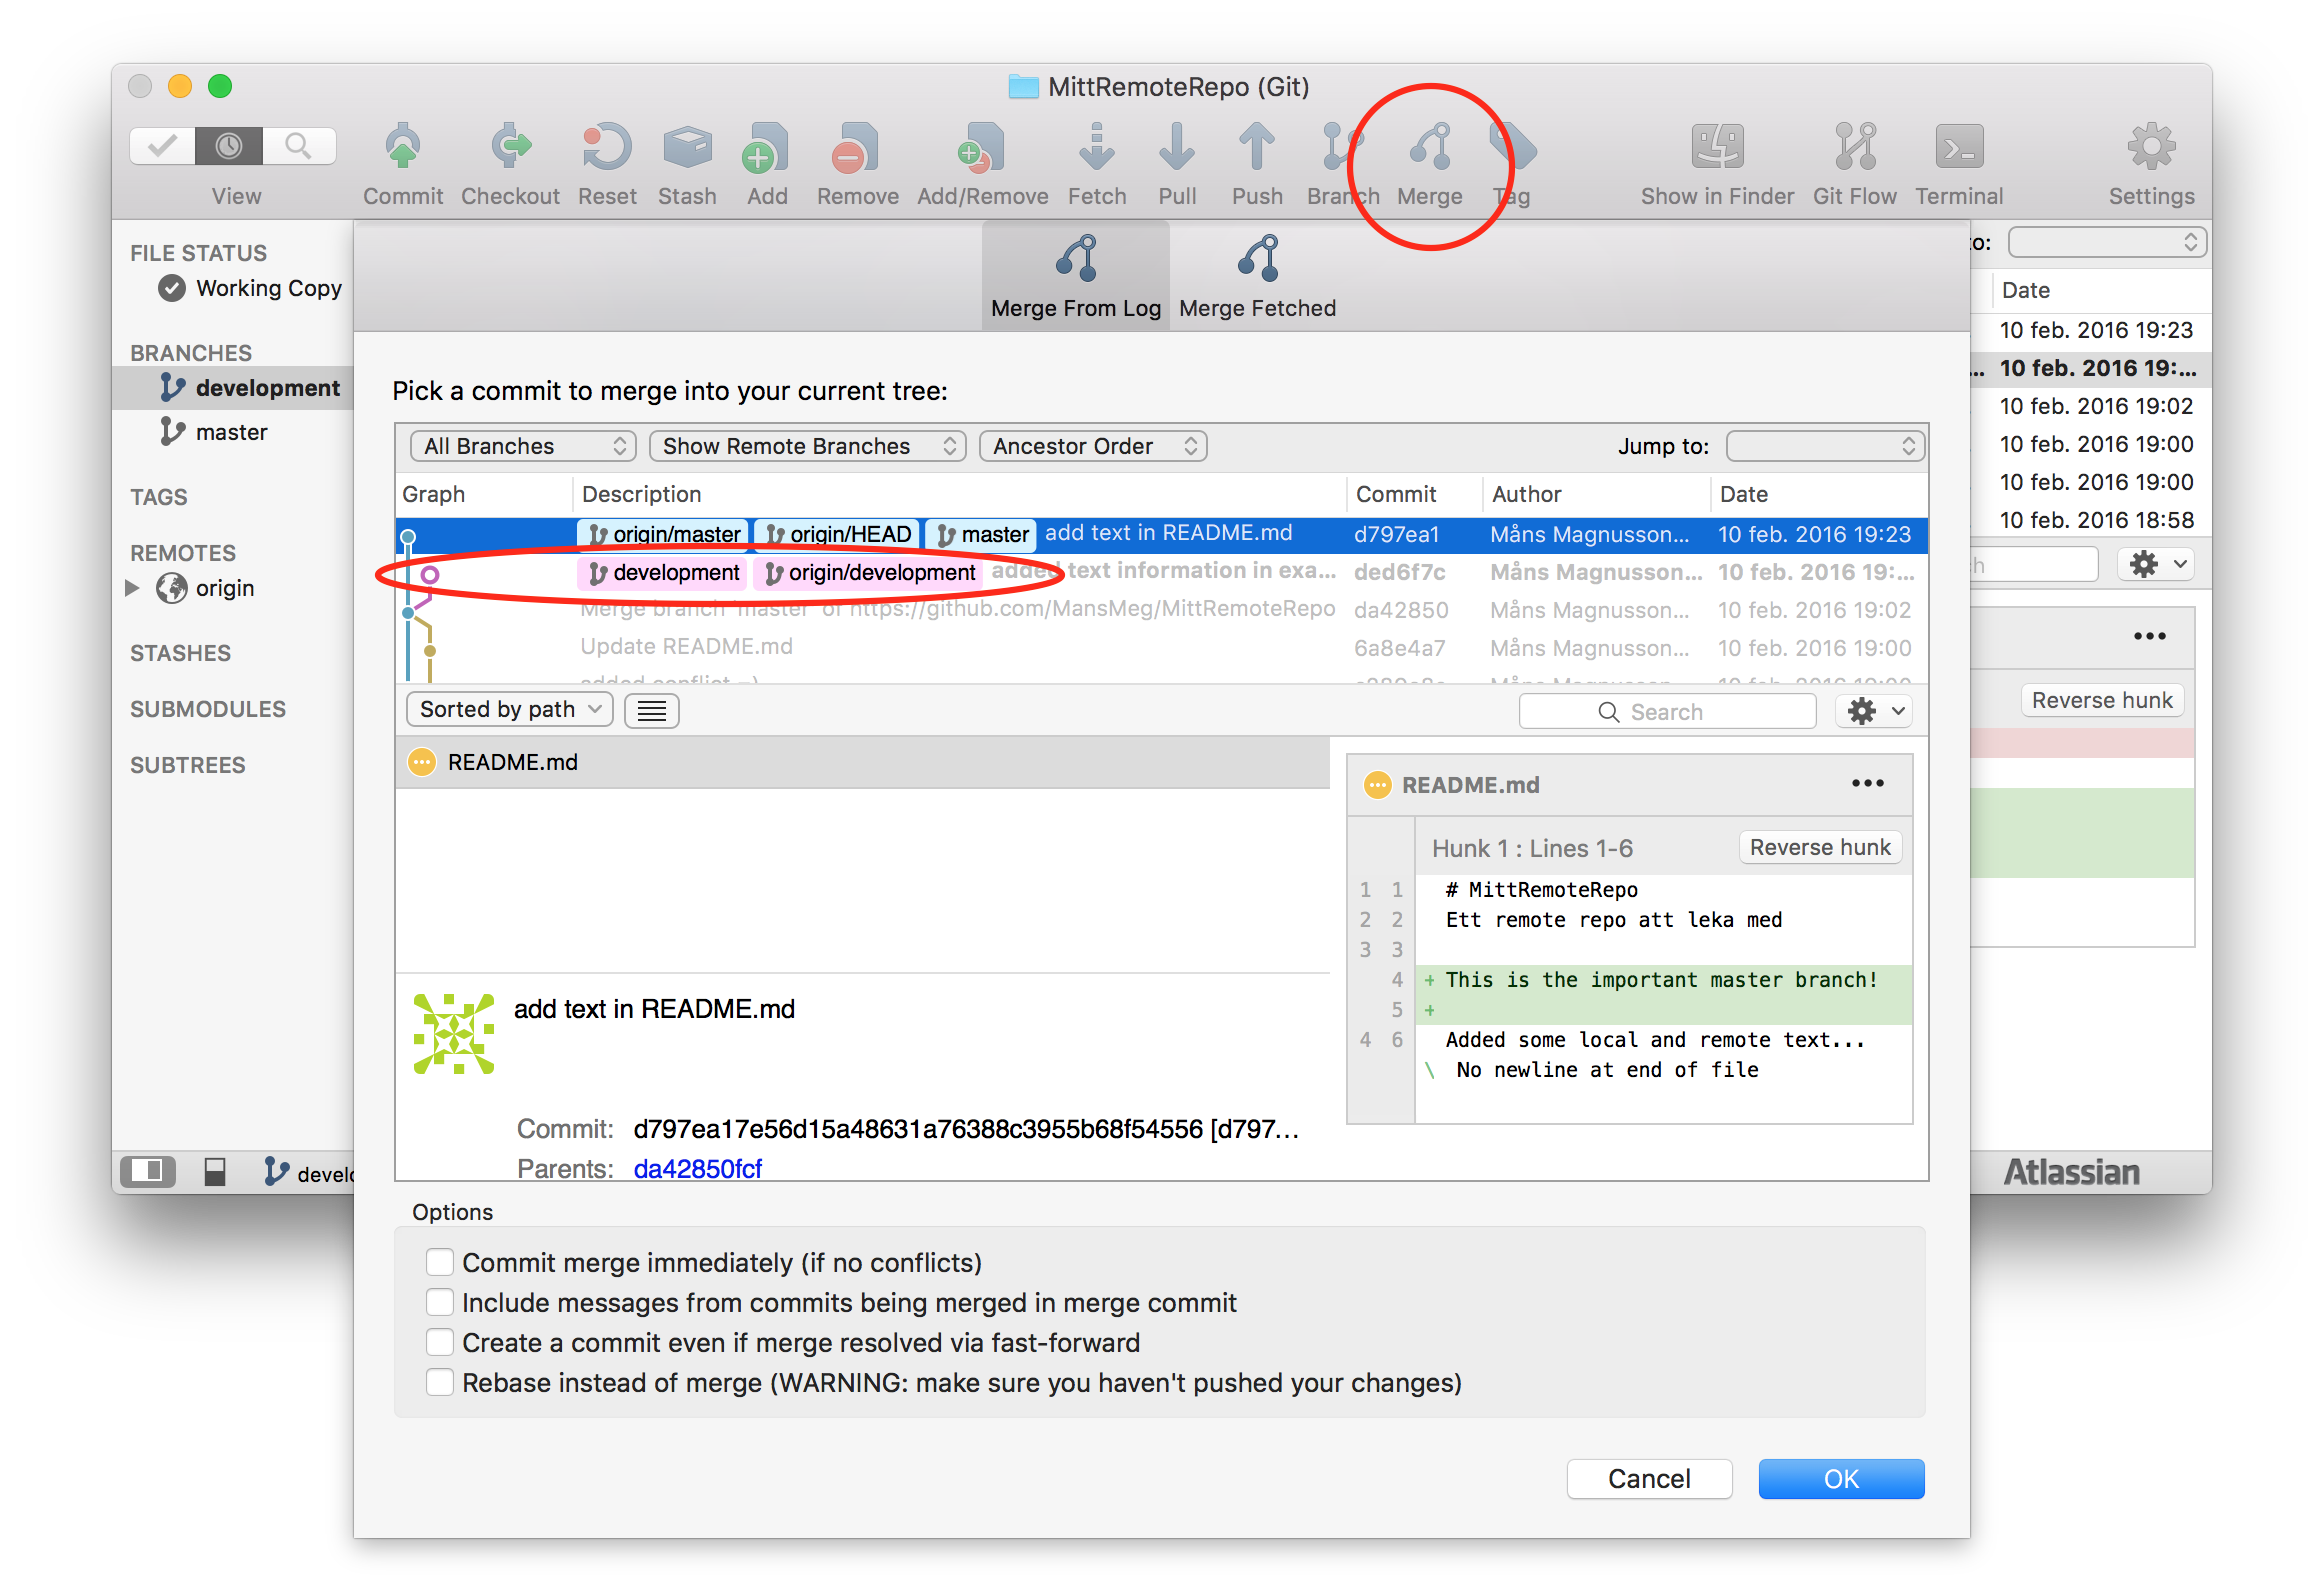 MittRemoteRepo (Git)
View Commit Checkout Reset Stash Add Remove Add/Remove Fetch Pull Push Branch Merge Tag Show in Finder Git Flow Terminal Settings
FILE STATUS
Working Copy
BRANCHES
development
master
TAGS
REMOTES
origin
STASHES
SUBMODULES
SUBTREES
Merge From Log Merge Fetched
Pick a commit to merge into your current tree:
All Branches Show Remote Branches Ancestor Order Jump to:
Graph Description Commit Author Date
origin/master origin/HEAD master add text in README.md d797ea1 Måns Magnusson... 10 feb. 2016 19:23
development origin/development added text information in exa... ded6f7c Måns Magnusson... 10 feb. 2016 19:...
Merge branch 'master' of https://github.com/MansMeg/MittRemoteRepo da42850 Måns Magnusson... 10 feb. 2016 19:02
Update README.md 6a8e4a7 Måns Magnusson... 10 feb. 2016 19:00
Sorted by path Search
README.md
add text in README.md
Commit: d797ea17e56d15a48631a76388c3955b68f54556 [d797...
Parents: da42850fcf
README.md
Hunk 1 : Lines 1-6 Reverse hunk
1 1 # MittRemoteRepo
2 2 Ett remote repo att leka med
3 3
4 + This is the important master branch!
5 +
4 6 Added some local and remote text...
\ No newline at end of file
Options
Commit merge immediately (if no conflicts)
Include messages from commits being merged in merge commit
Create a commit even if merge resolved via fast-forward
Rebase instead of merge (WARNING: make sure you haven't pushed your changes)
Cancel OK
to:
Date
10 feb. 2016 19:23
... 10 feb. 2016 19:...
10 feb. 2016 19:02
10 feb. 2016 19:00
10 feb. 2016 19:00
10 feb. 2016 18:58
Reverse hunk
Atlassian